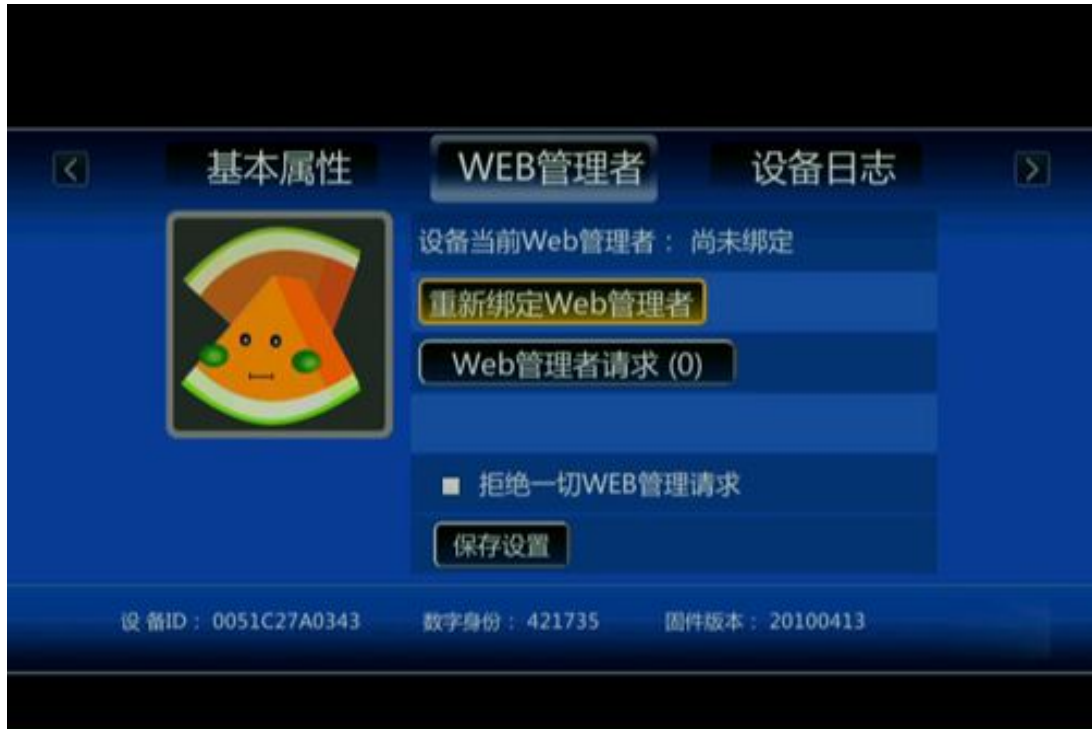 基本属性 WEB管理者 设备日志
设备当前Web管理者： 尚未绑定
重新绑定Web管理者
Web管理者请求 (0)
拒绝一切WEB管理请求
保存设置
设 备ID： 0051C27A0343 数字身份： 421735 固件版本： 20100413